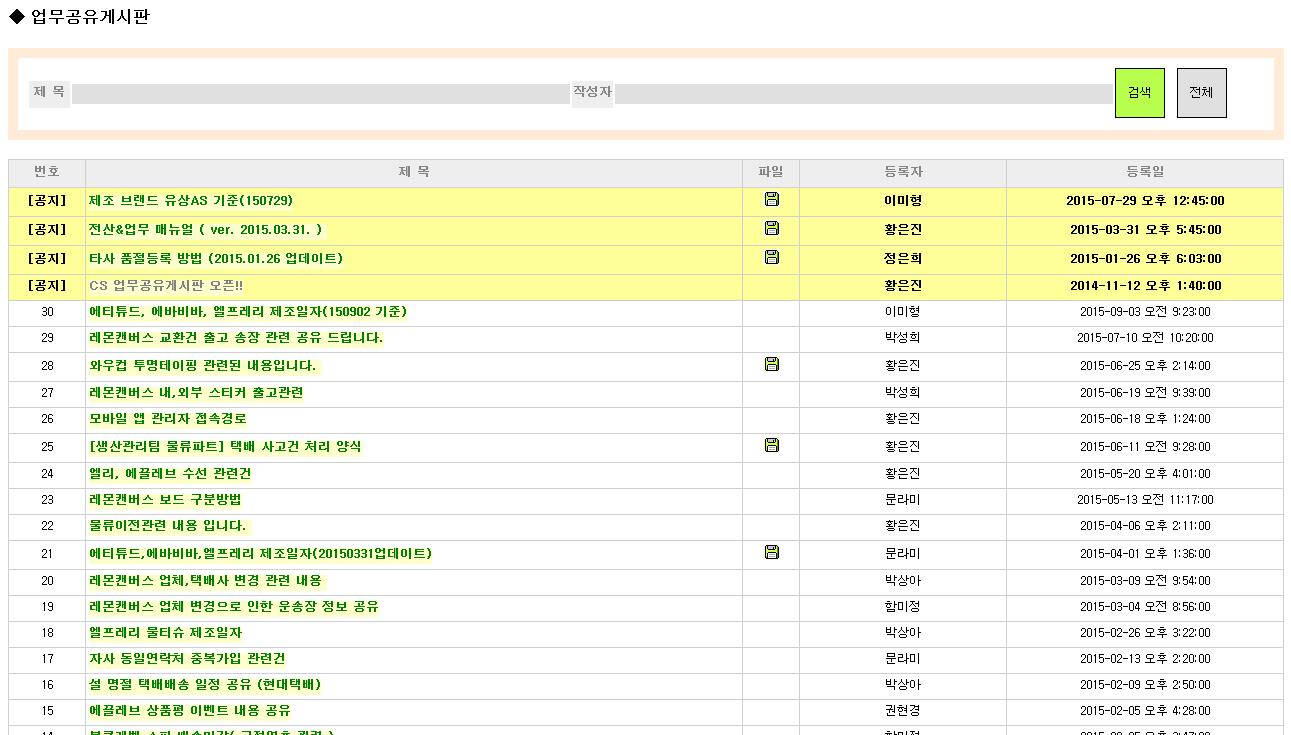 ◆ 업무공유게시판
제 목 작성자 검색 전체
번호 제 목 파일 등록자 등록일
[공지] 제조 브랜드 유상AS 기준(150729) 이미형 2015-07-29 오후 12:45:00
[공지] 전산&업무 매뉴얼 ( ver. 2015.03.31. ) 황은진 2015-03-31 오후 5:45:00
[공지] 타사 품절등록 방법 (2015.01.26 업데이트) 정은희 2015-01-26 오후 6:03:00
[공지] CS 업무공유게시판 오픈!! 황은진 2014-11-12 오후 1:40:00
30 에티튜드, 에바비바, 엘프레리 제조일자(150902 기준) 이미형 2015-09-03 오전 9:23:00
29 레몬캔버스 교환건 출고 송장 관련 공유 드립니다. 박성희 2015-07-10 오전 10:20:00
28 와우컵 투명테이핑 관련된 내용입니다. 황은진 2015-06-25 오후 2:14:00
27 레몬캔버스 내,외부 스티커 출고관련 박성희 2015-06-19 오전 9:39:00
26 모바일 앱 관리자 접속경로 황은진 2015-06-18 오후 1:24:00
25 [생산관리팀 물류파트] 택배 사고건 처리 양식 황은진 2015-06-11 오전 9:28:00
24 엘리, 에끌레브 수선 관련건 황은진 2015-05-20 오후 4:01:00
23 레몬캔버스 보드 구분방법 문라미 2015-05-13 오전 11:17:00
22 물류이전관련 내용 입니다. 황은진 2015-04-06 오후 2:11:00
21 에티튜드,에바비바,엘프레리 제조일자(20150331업데이트) 문라미 2015-04-01 오후 1:36:00
20 레몬캔버스 업체,택배사 변경 관련 내용 박상아 2015-03-09 오전 9:54:00
19 레몬캔버스 업체 변경으로 인한 운송장 정보 공유 함미정 2015-03-04 오전 8:56:00
18 엘프레리 물티슈 제조일자 박상아 2015-02-26 오후 3:22:00
17 자사 동일연락처 중복가입 관련건 문라미 2015-02-13 오후 2:20:00
16 설 명절 택배배송 일정 공유 (현대택배) 박상아 2015-02-09 오후 2:50:00
15 에끌레브 상품평 이벤트 내용 공유 권현경 2015-02-05 오후 4:28:00